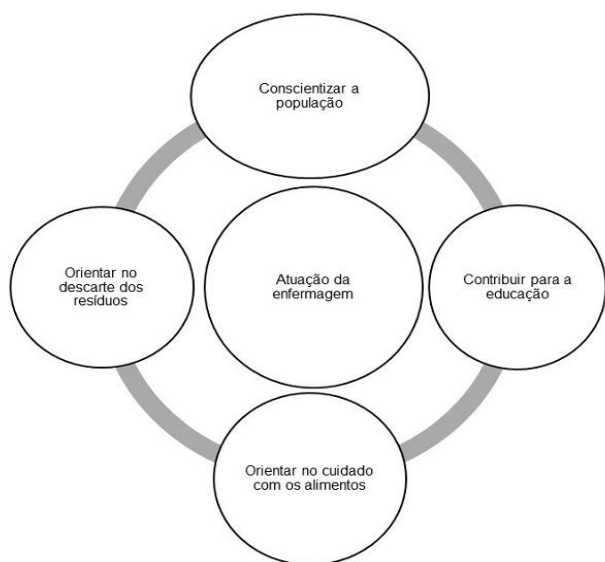 Conscientizar a
população
Orientar no
descarte dos
resíduos
Atuação da
enfermagem
Contribuir para a
educação
Orientar no cuidado
com os alimentos